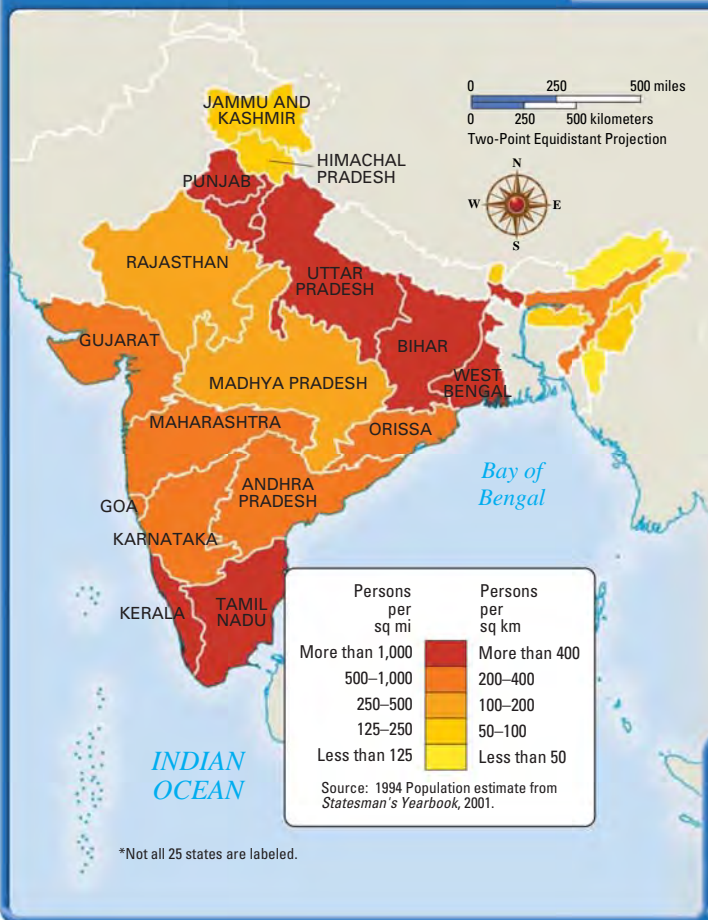 0 250 500 miles
0 250 500 kilometers
Two-Point Equidistant Projection
N
W E
S
JAMMU AND
KASHMIR
HIMACHAL
PRADESH
PUNJAB
RAJASTHAN
UTTAR
PRADESH
GUJARAT
BIHAR
MADHYA PRADESH
WEST
BENGAL
MAHARASHTRA
ORISSA
ANDHRA
PRADESH
GOA
KARNATAKA
Bay of
Bengal
KERALA
TAMIL
NADU
INDIAN
OCEAN
Persons Persons
per per
sq mi sq km
More than 1,000 More than 400
500–1,000 200–400
250–500 100–200
125–250 50–100
Less than 125 Less than 50
Source: 1994 Population estimate from
Statesman's Yearbook, 2001.
*Not all 25 states are labeled.